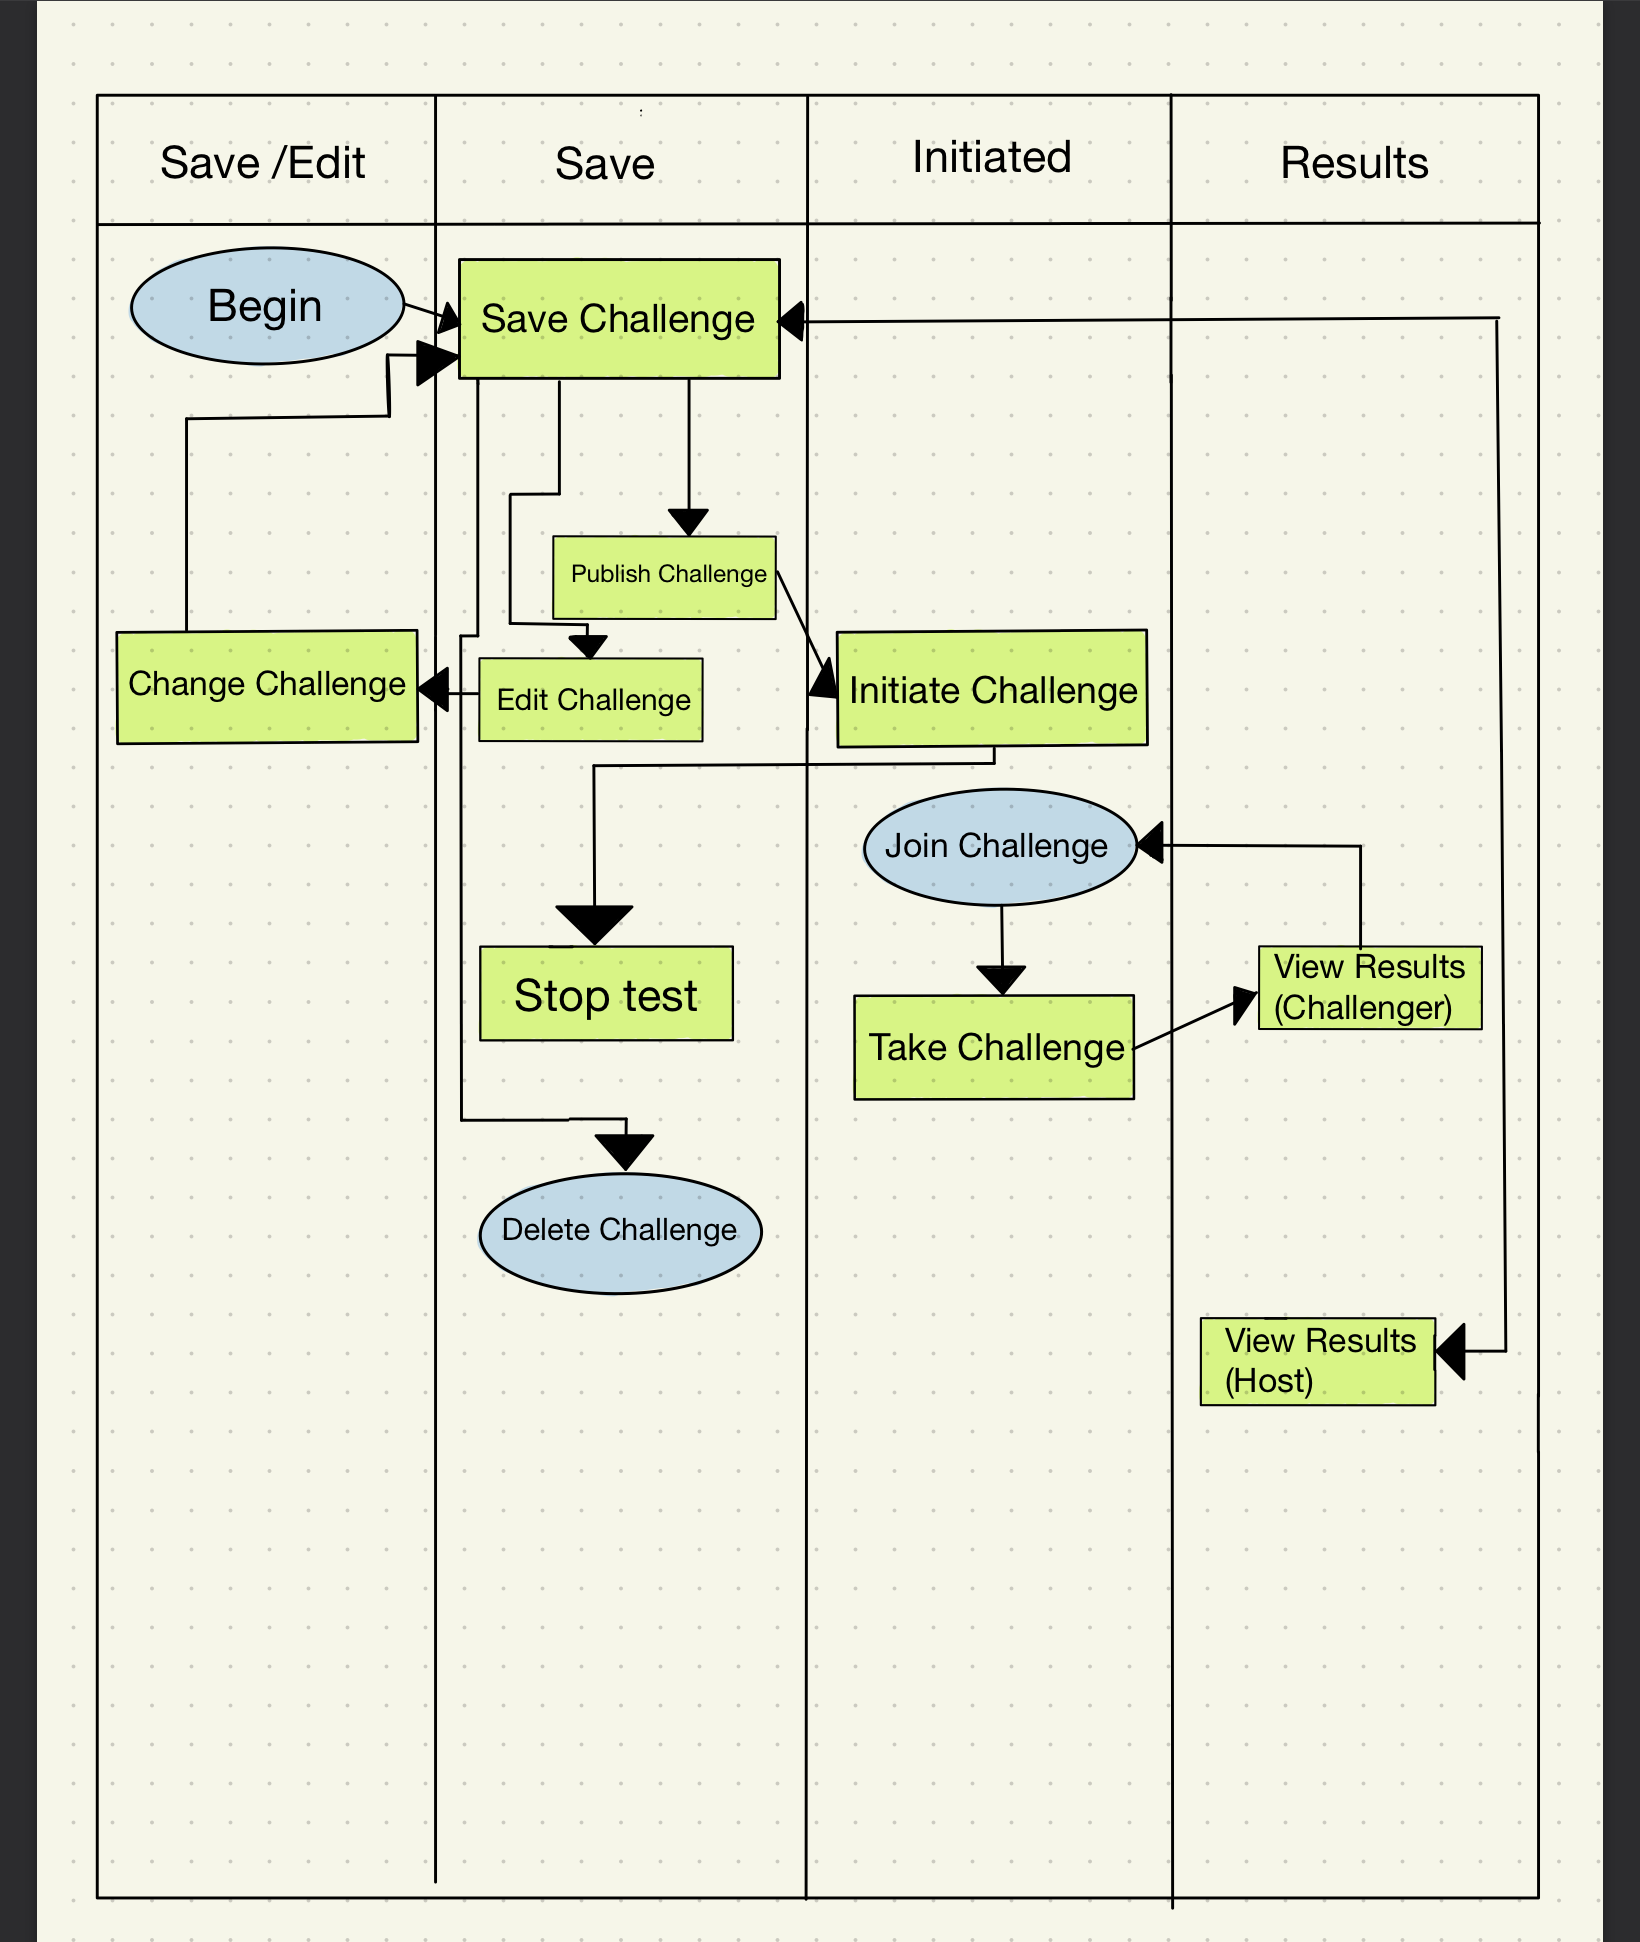 Save /Edit
Save
Initiated
Results
Begin
Save Challenge
Publish Challenge
Change Challenge
Edit Challenge
Initiate Challenge
Join Challenge
View Results
(Challenger)
Stop test
Take Challenge
Delete Challenge
View Results
(Host)